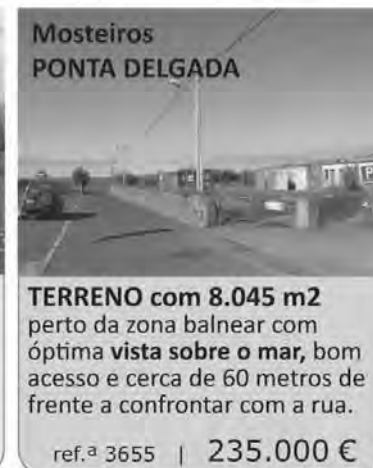 Mosteiros
PONTA DELGADA
P
TERRENO com 8.045 m2
perto da zona balnear com
óptima vista sobre o mar, bom
acesso e cerca de 60 metros de
frente a confrontar com a rua.
ref.ª 3655 | 235.000 €